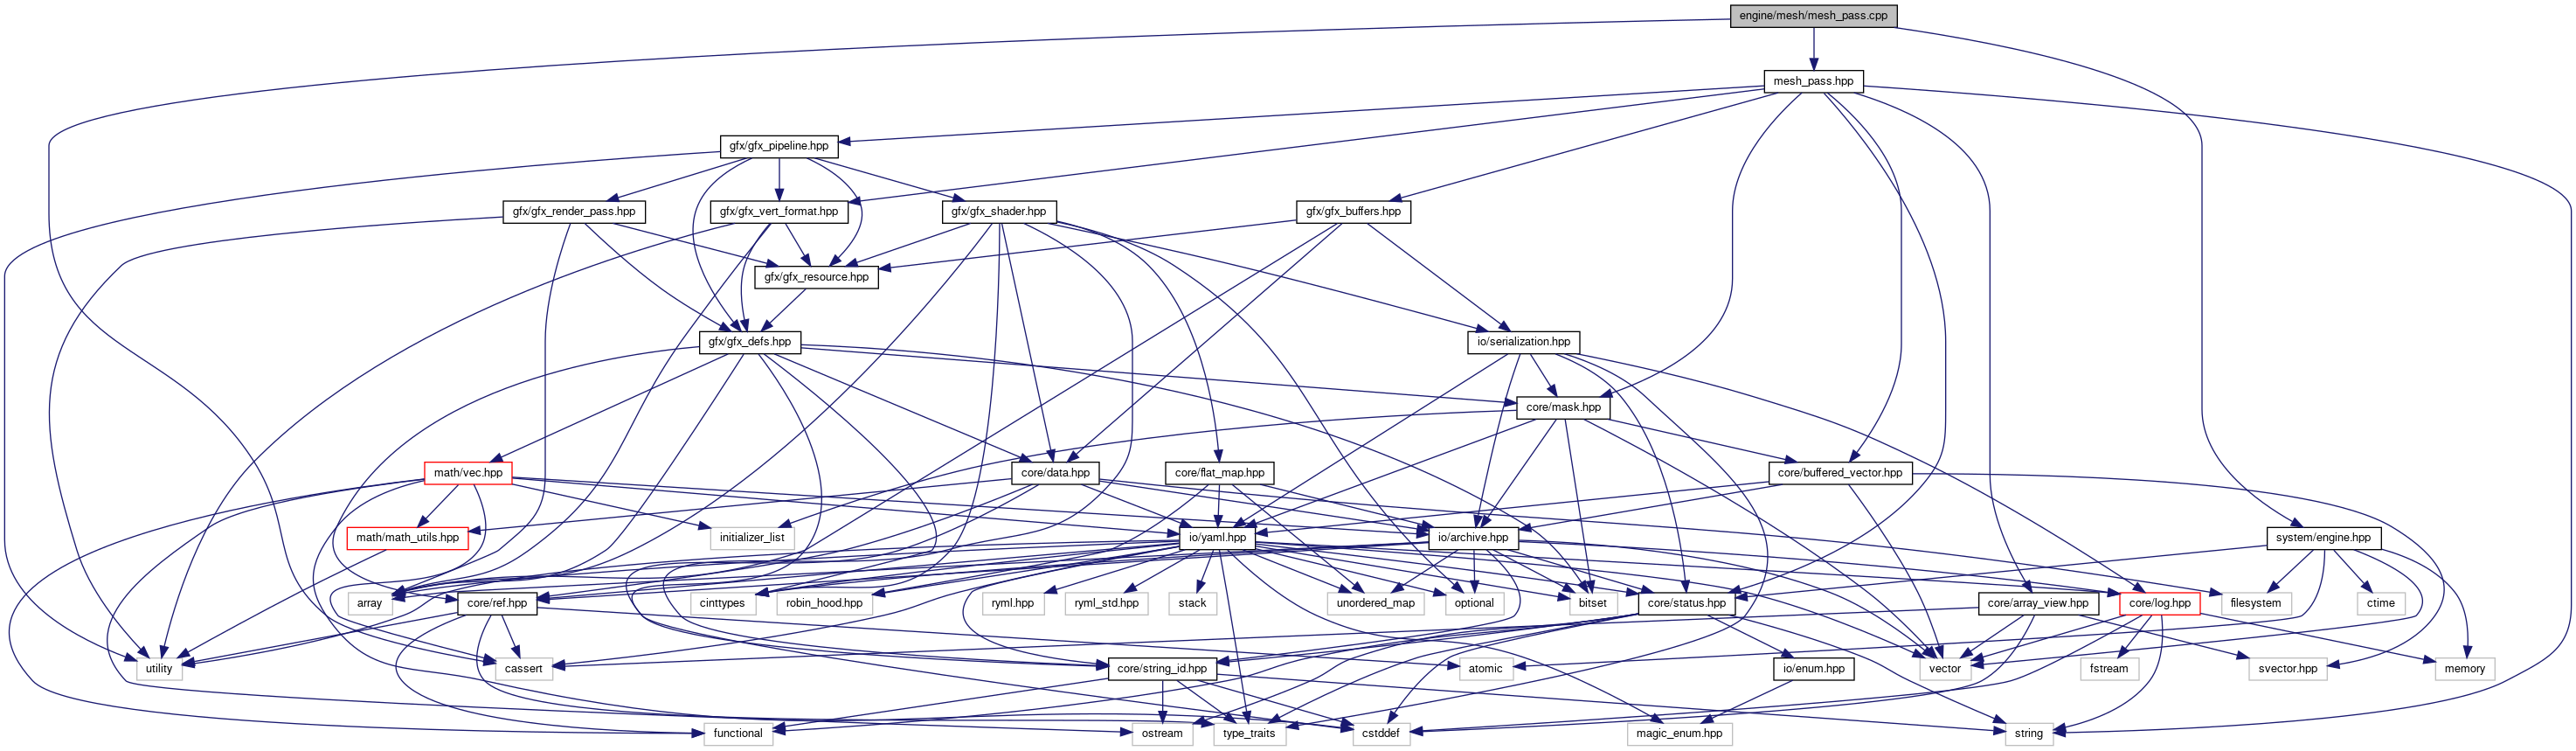 engine/mesh/mesh_pass.cpp
mesh_pass.hpp
gfx/gfx_pipeline.hpp
gfx/gfx_render_pass.hpp
gfx/gfx_vert_format.hpp
gfx/gfx_shader.hpp
gfx/gfx_buffers.hpp
gfx/gfx_resource.hpp
gfx/gfx_defs.hpp
io/serialization.hpp
core/mask.hpp
math/vec.hpp
core/data.hpp
core/flat_map.hpp
core/buffered_vector.hpp
math/math_utils.hpp
initializer_list
io/yaml.hpp
io/archive.hpp
system/engine.hpp
array
core/ref.hpp
cinttypes
robin_hood.hpp
ryml.hpp
ryml_std.hpp
stack
unordered_map
optional
bitset
core/status.hpp
core/array_view.hpp
core/log.hpp
filesystem
ctime
utility
cassert
core/string_id.hpp
atomic
io/enum.hpp
vector
fstream
svector.hpp
memory
functional
ostream
type_traits
cstddef
magic_enum.hpp
string